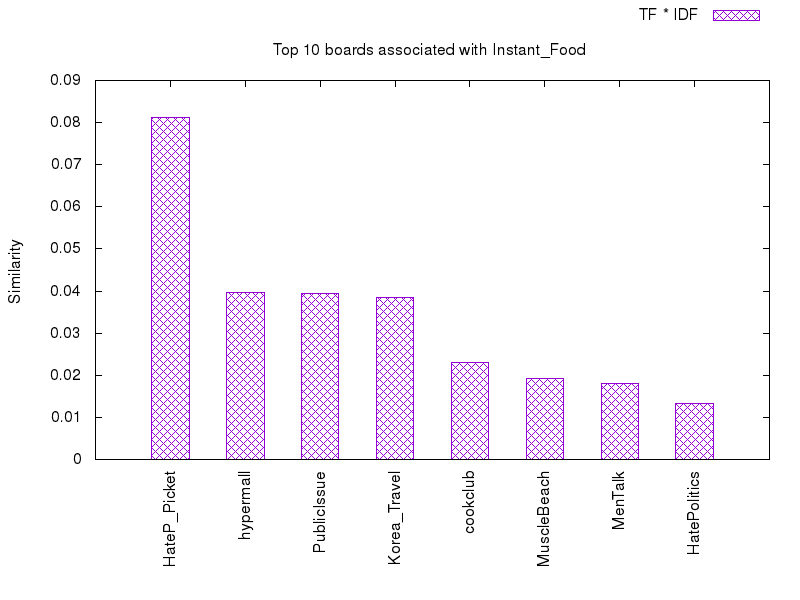 TF * IDF
Top 10 boards associated with Instant_Food
0.09
0.08
0.07
0.06
0.05
0.04
0.03
0.02
0.01
0
Similarity
HateP_Picket
hypermall
PublicIssue
Korea_Travel
cookclub
MuscleBeach
MenTalk
HatePolitics